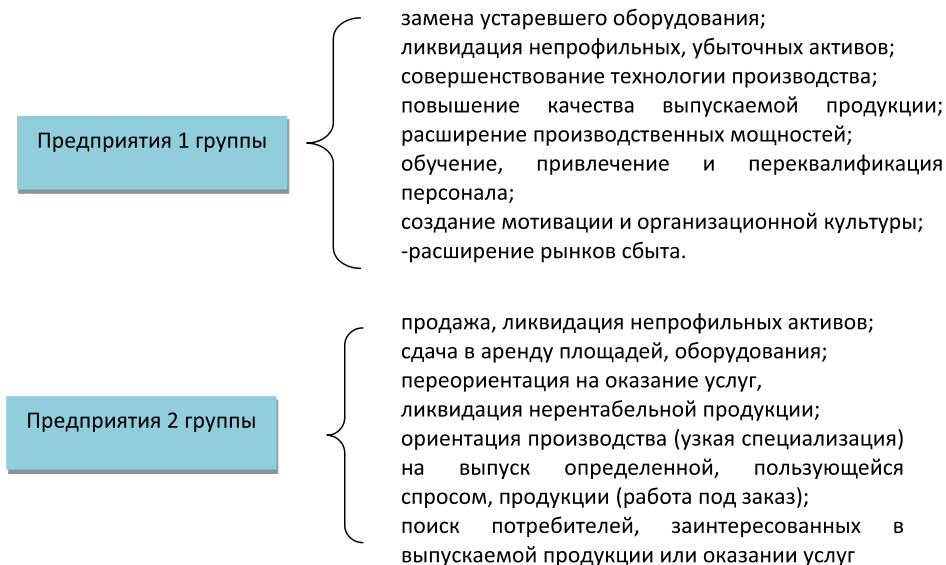 Предприятия 1 группы
замена устаревшего оборудования;
ликвидация непрофильных, убыточных активов;
совершенствование технологии производства;
повышение качества выпускаемой продукции;
расширение производственных мощностей;
обучение, привлечение и переквалификация
персонала;
создание мотивации и организационной культуры;
-расширение рынков сбыта.
Предприятия 2 группы
продажа, ликвидация непрофильных активов;
сдача в аренду площадей, оборудования;
переориентация на оказание услуг,
ликвидация нерентабельной продукции;
ориентация производства (узкая специализация)
на выпуск определенной, пользующейся
спросом, продукции (работа под заказ);
поиск потребителей, заинтересованных в
выпускаемой продукции или оказании услуг